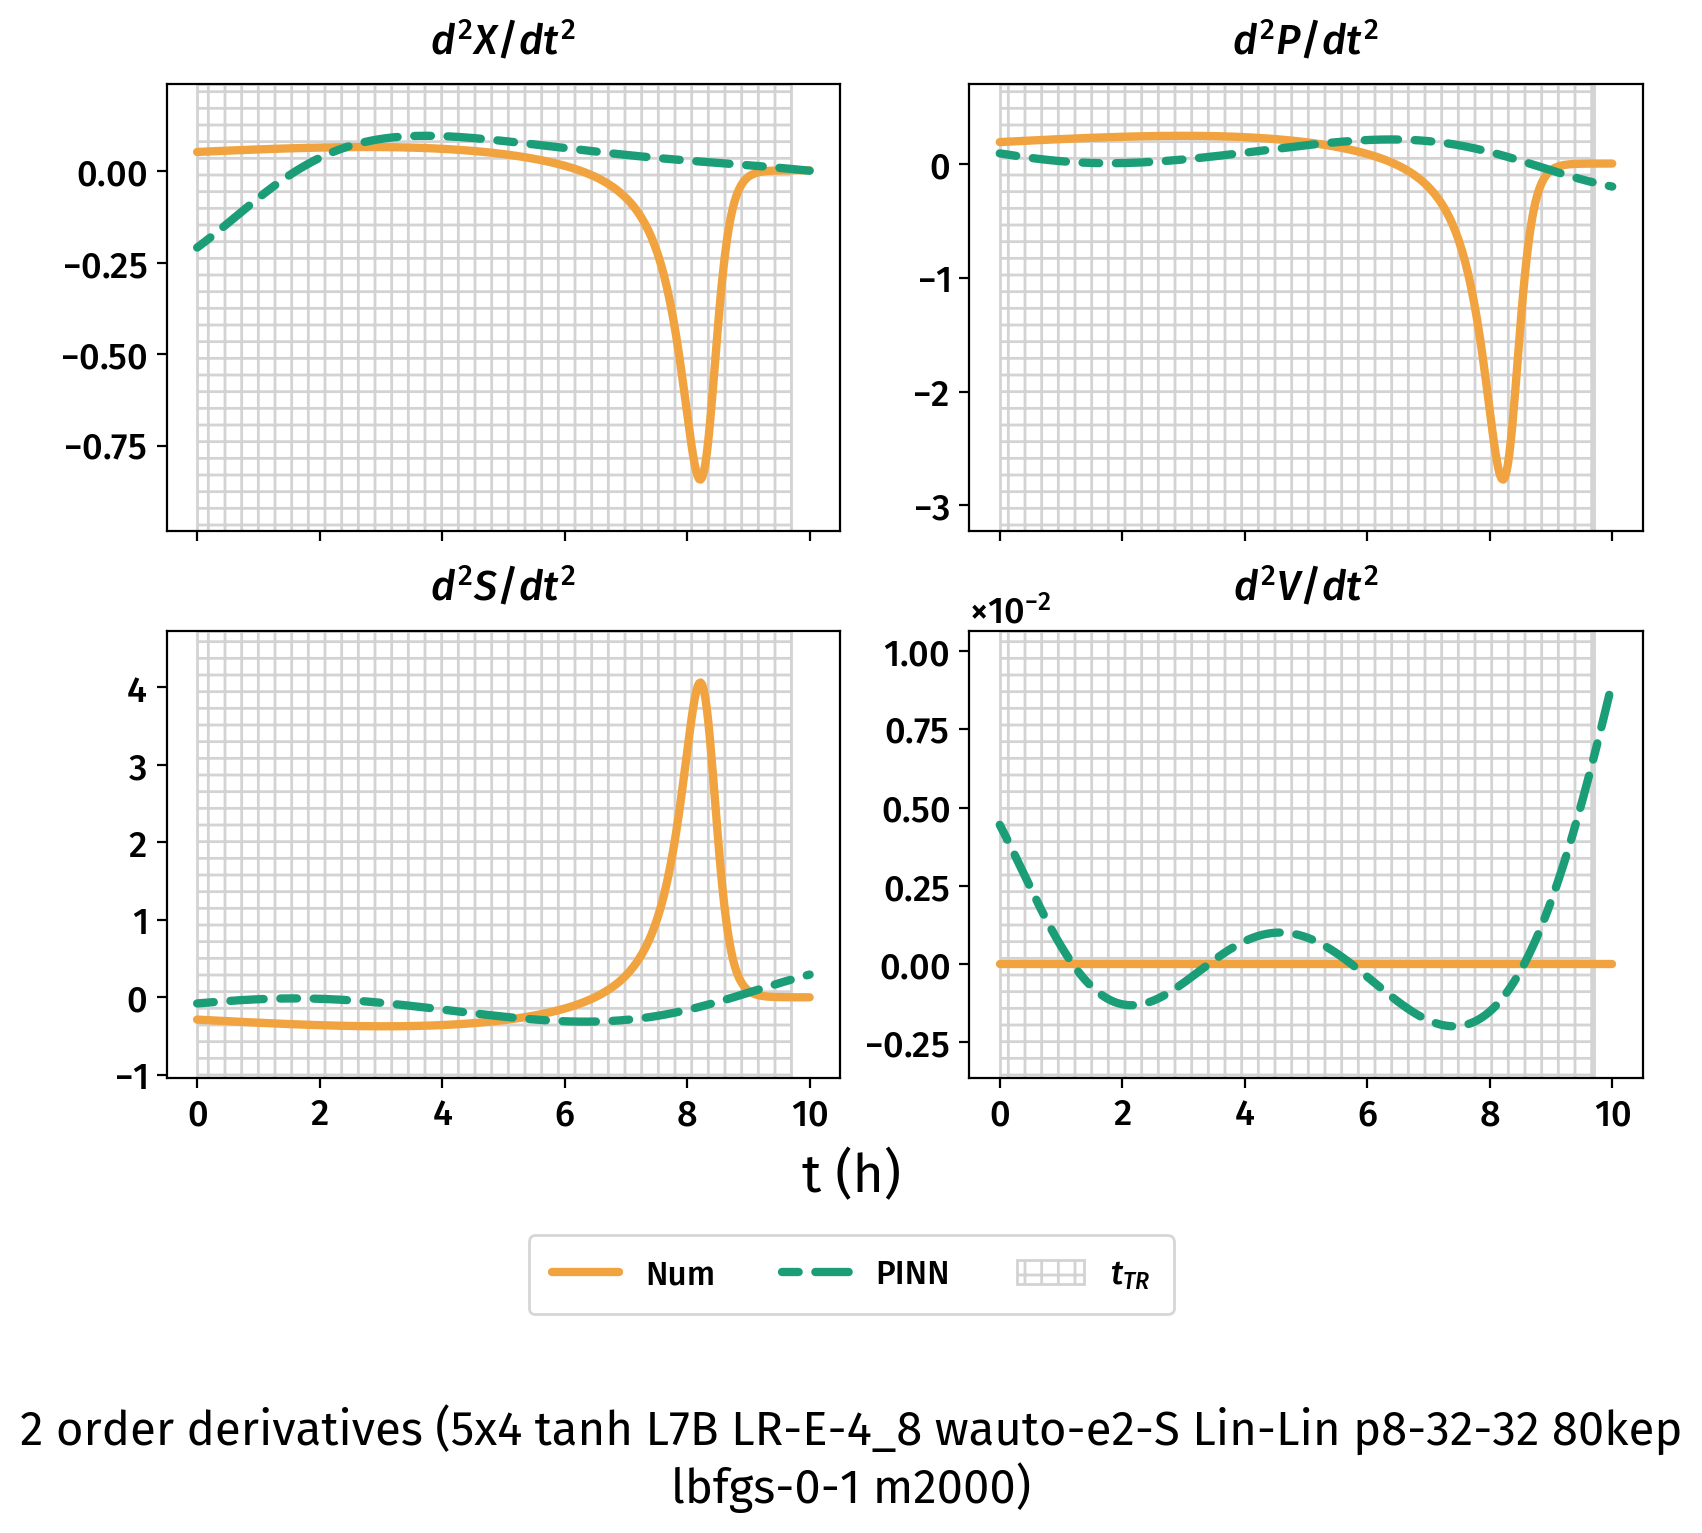 d²X/dt²
d²P/dt²
0.00
−0.25
−0.50
−0.75
0
−1
−2
−3
d²S/dt²
d²V/dt²
×10⁻²
4
3
2
1
0
−1
1.00
0.75
0.50
0.25
0.00
−0.25
0 2 4 6 8 10
0 2 4 6 8 10
t (h)
Num PINN t_TR
2 order derivatives (5x4 tanh L7B LR-E-4_8 wauto-e2-S Lin-Lin p8-32-32 80kep
lbfgs-0-1 m2000)